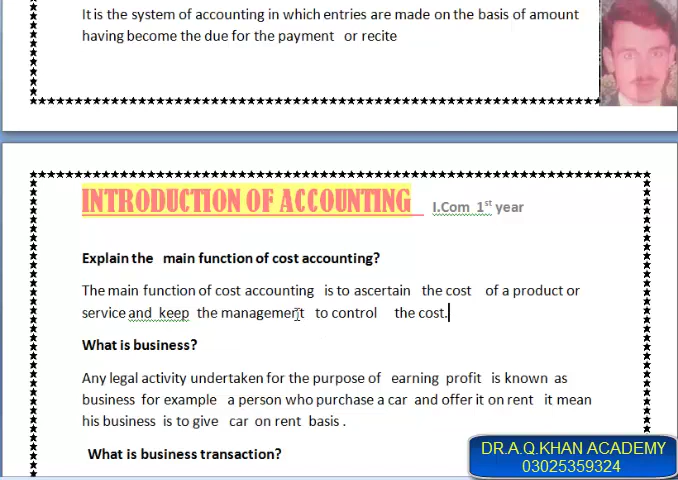 It is the system of accounting in which entries are made on the basis of amount
having become the due for the payment or recite
INTRODUCTION OF ACCOUNTING I.Com 1st year
Explain the main function of cost accounting?
The main function of cost accounting is to ascertain the cost of a product or
service and keep the management to control the cost.
What is business?
Any legal activity undertaken for the purpose of earning profit is known as
business for example a person who purchase a car and offer it on rent it mean
his business is to give car on rent basis .
What is business transaction?
DR.A.Q.KHAN ACADEMY
03025359324